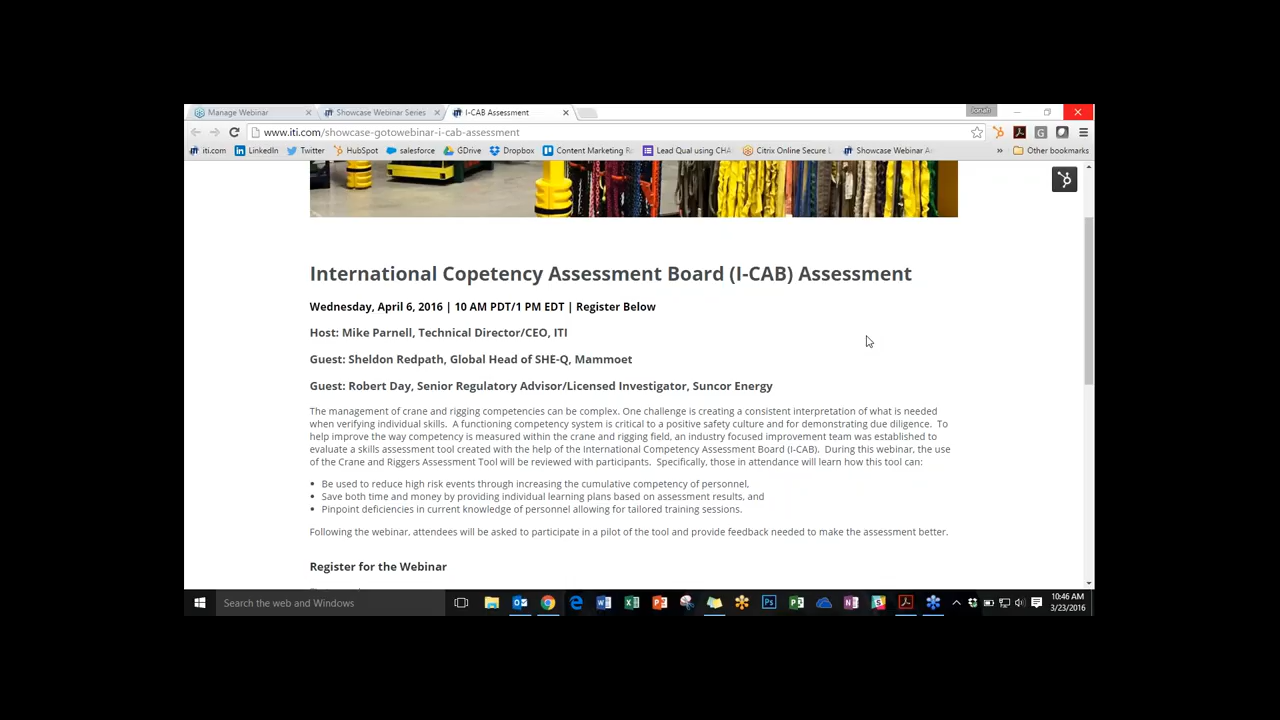 Manage Webinar
Showcase Webinar Series
I-CAB Assessment
Jonah
www.iti.com/showcase-gotowebinar-i-cab-assessment
iti.com LinkedIn Twitter HubSpot salesforce GDrive Dropbox Content Marketing Lead Qual using CHA Citrix Online Secure Showcase Webinar » Other bookmarks
International Copetency Assessment Board (I-CAB) Assessment
Wednesday, April 6, 2016 | 10 AM PDT/1 PM EDT | Register Below
Host: Mike Parnell, Technical Director/CEO, ITI
Guest: Sheldon Redpath, Global Head of SHE-Q, Mammoet
Guest: Robert Day, Senior Regulatory Advisor/Licensed Investigator, Suncor Energy
The management of crane and rigging competencies can be complex. One challenge is creating a consistent interpretation of what is needed
when verifying individual skills. A functioning competency system is critical to a positive safety culture and for demonstrating due diligence. To
help improve the way competency is measured within the crane and rigging field, an industry focused improvement team was established to
evaluate a skills assessment tool created with the help of the International Competency Assessment Board (I-CAB). During this webinar, the use
of the Crane and Riggers Assessment Tool will be reviewed with participants. Specifically, those in attendance will learn how this tool can:
• Be used to reduce high risk events through increasing the cumulative competency of personnel,
• Save both time and money by providing individual learning plans based on assessment results, and
• Pinpoint deficiencies in current knowledge of personnel allowing for tailored training sessions.
Following the webinar, attendees will be asked to participate in a pilot of the tool and provide feedback needed to make the assessment better.
Register for the Webinar
Search the web and Windows
10:46 AM
3/23/2016